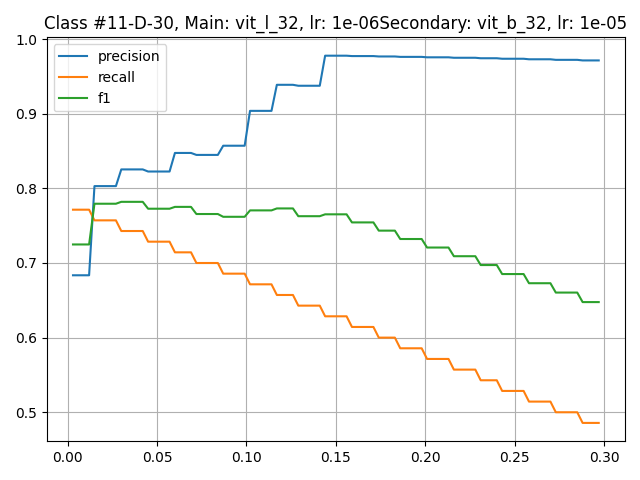 Class #11-D-30, Main: vit_l_32, lr: 1e-06Secondary: vit_b_32, lr: 1e-05
precision
recall
f1
1.0
0.9
0.8
0.7
0.6
0.5
0.00 0.05 0.10 0.15 0.20 0.25 0.30